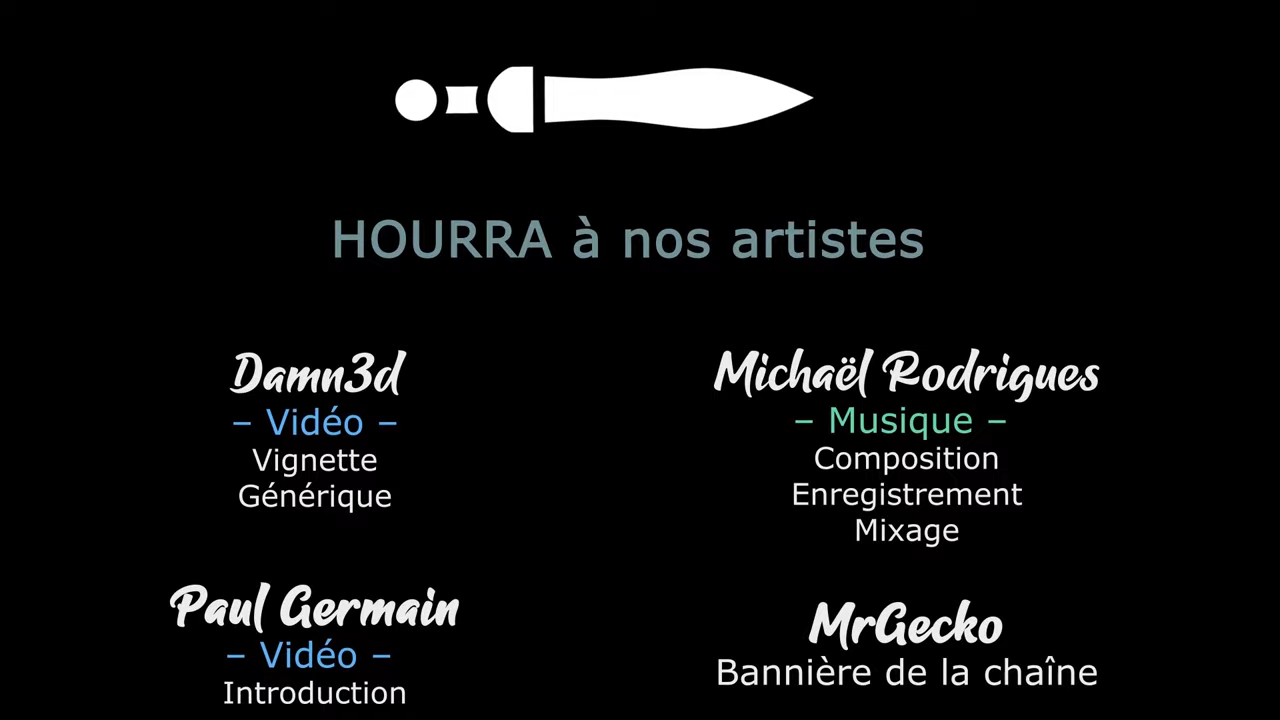 HOURRA à nos artistes
Damn3d
– Vidéo –
Vignette
Générique
Michaël Rodrigues
– Musique –
Composition
Enregistrement
Mixage
Paul Germain
– Vidéo –
Introduction
MrGecko
Bannière de la chaîne